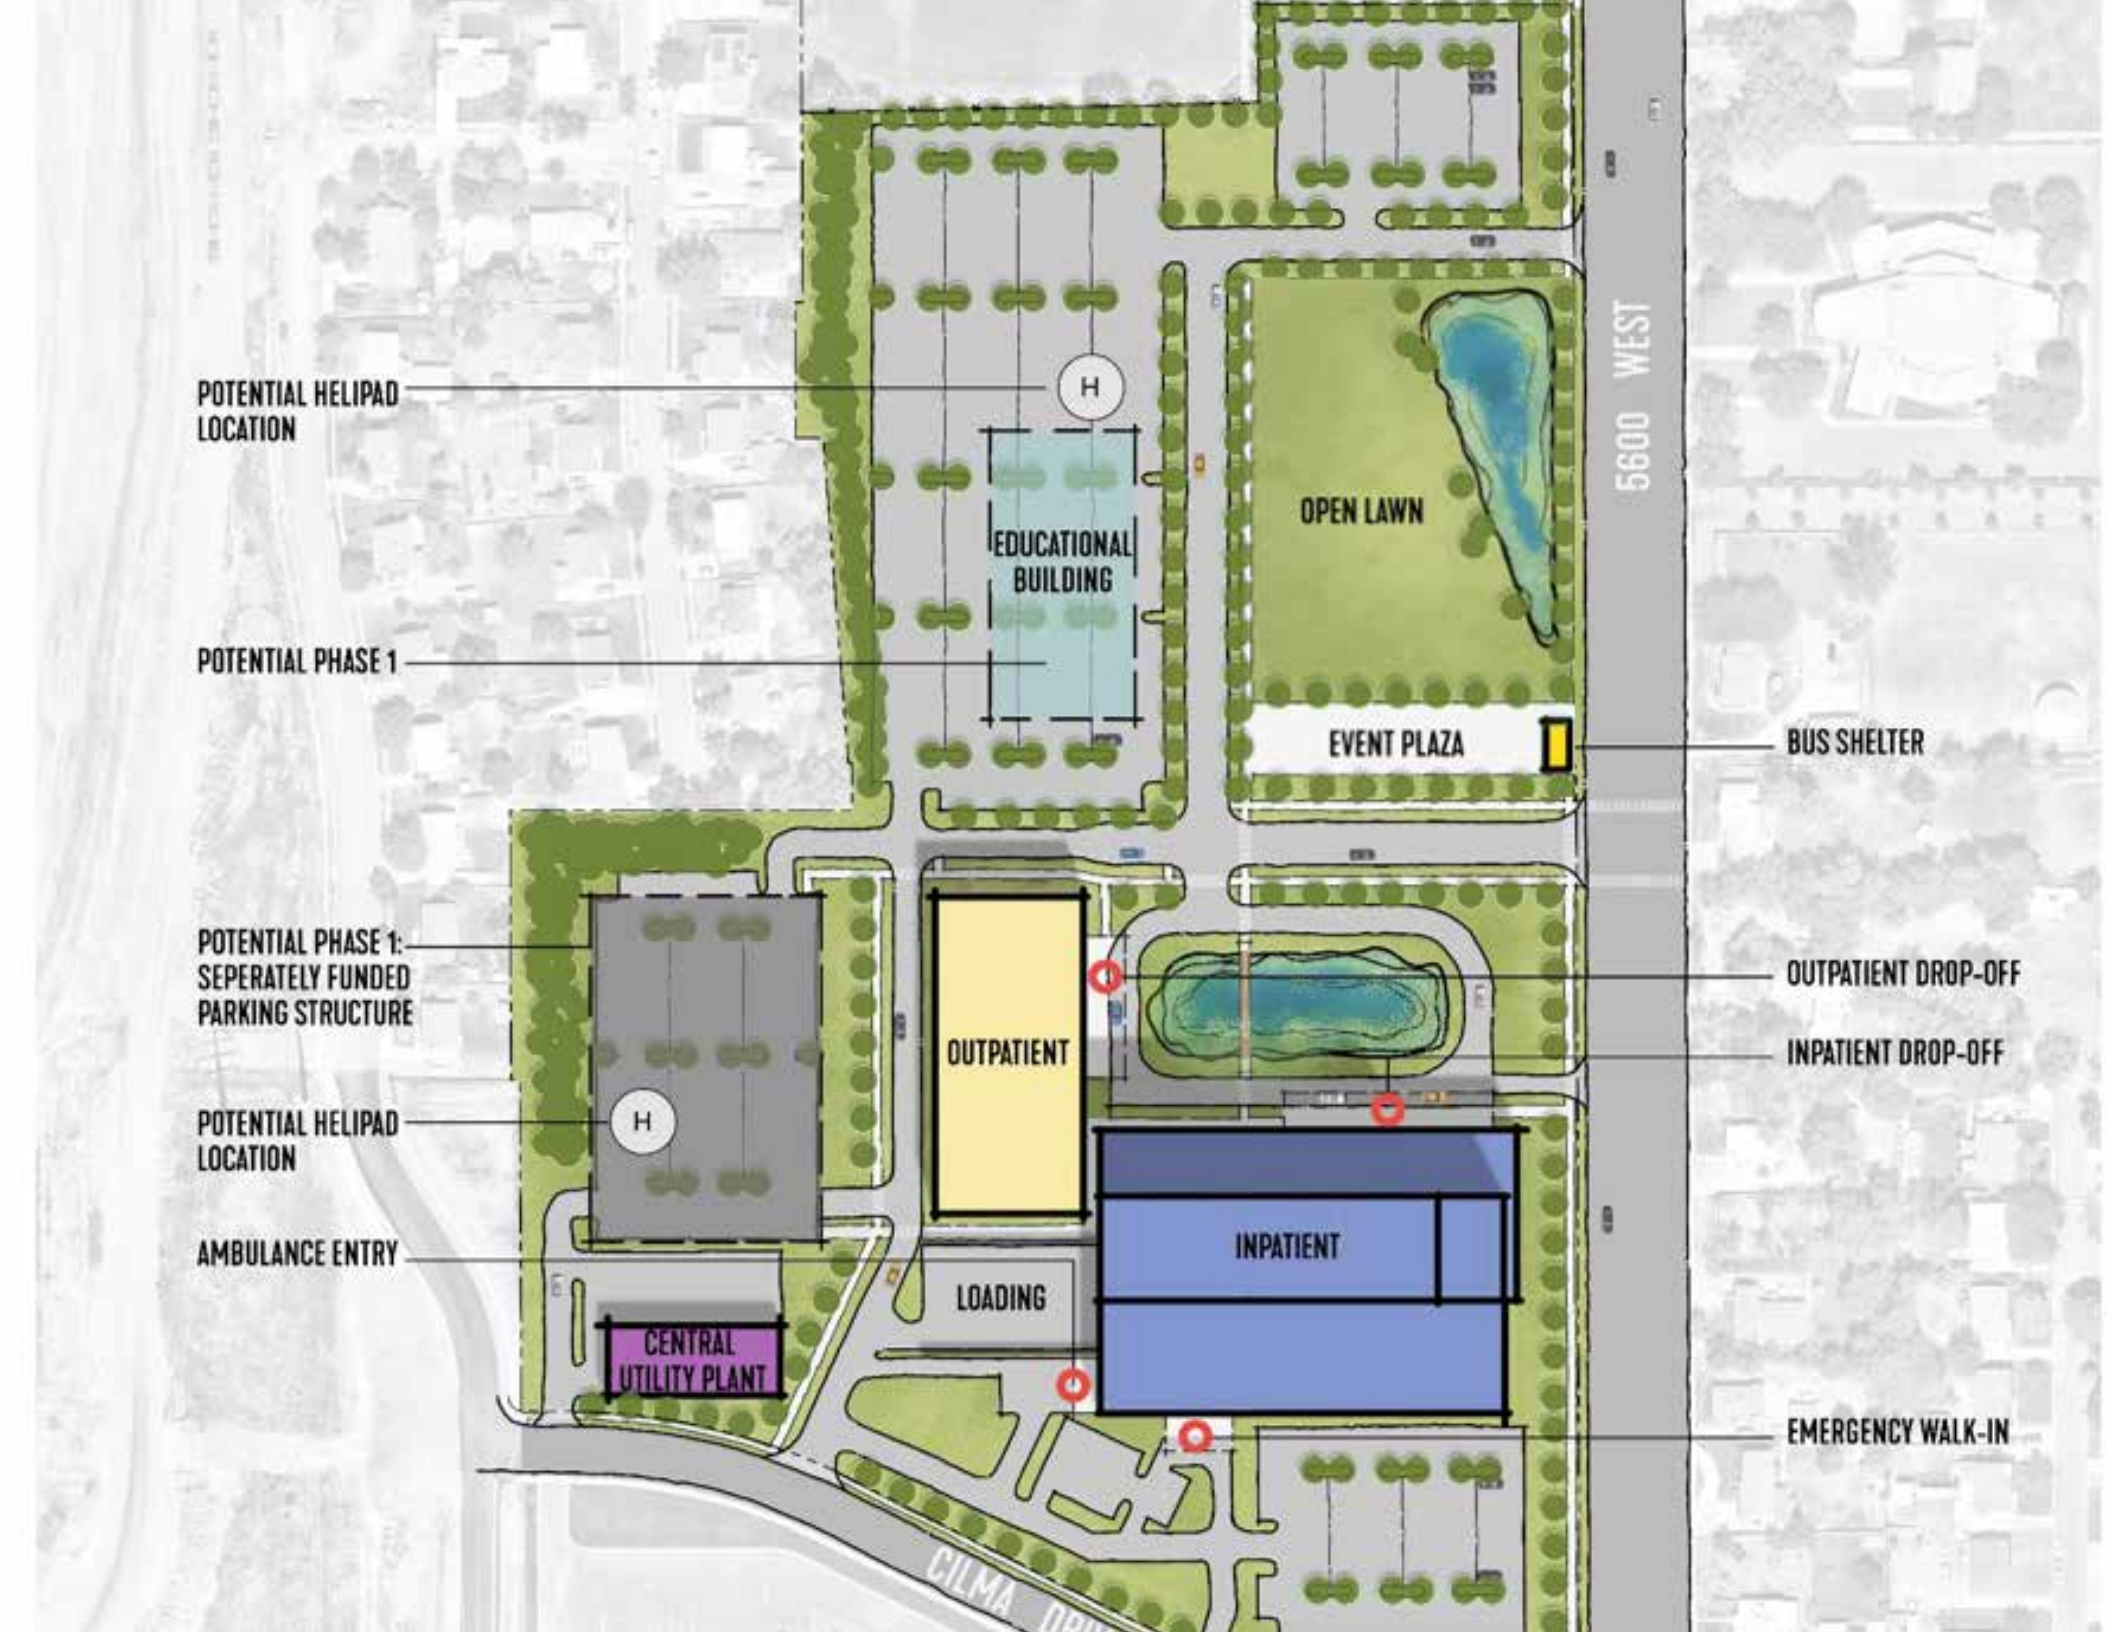 POTENTIAL HELIPAD
LOCATION
H
5600 WEST
OPEN LAWN
EDUCATIONAL
BUILDING
POTENTIAL PHASE 1
EVENT PLAZA
BUS SHELTER
POTENTIAL PHASE 1:
SEPERATELY FUNDED
PARKING STRUCTURE
OUTPATIENT DROP-OFF
OUTPATIENT
INPATIENT DROP-OFF
POTENTIAL HELIPAD
LOCATION
H
AMBULANCE ENTRY
INPATIENT
LOADING
CENTRAL
UTILITY PLANT
EMERGENCY WALK-IN
CILMA